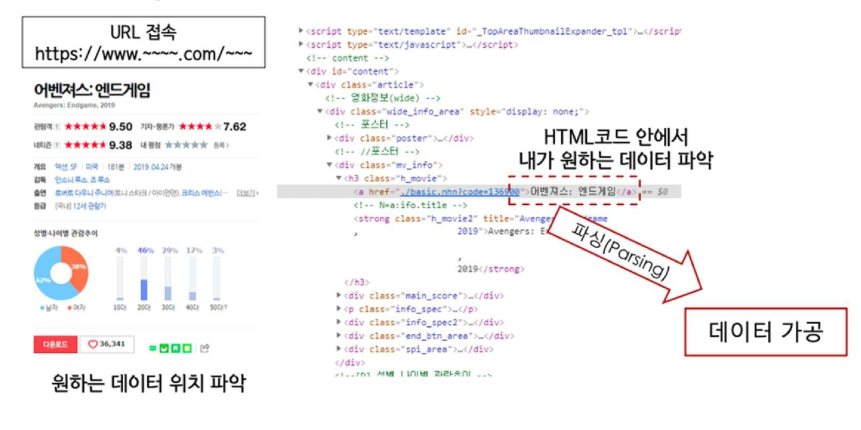 URL 접속
https://www.~~~~.com/~~~
어벤져스: 엔드게임
Avengers: Endgame, 2019
관람객 ★★★★★ 9.50 기자·평론가 ★★★★☆ 7.62
네티즌 ★★★★★ 9.38 내 평점 ★★★★★ 등록>
개요 액션, SF 미국 181분 2019.04.24 개봉
감독 안소니 루소, 조 루소
출연 로버트 다우니 주니어(토니 스타크 / 아이언맨), 크리스 에반스(··· 더보기>
등급 [국내] 12세 관람가
성별·나이별 관람추이
62%
38%
남자 여자
4% 46% 29% 17% 3%
10대 20대 30대 40대 50대↑
다운로드 36,341
원하는 데이터 위치 파악
<script type="text/template" id="_TopAreaThumbnailExpander_tpl">…</script
<script type="text/javascript">…</script>
<!-- content -->
<div id="content">
<div class="article">
<!-- 영화정보(wide) -->
<div class="wide_info_area" style="display: none;">
<!-- 포스터 -->
<div class="poster">…</div>
<!-- //포스터 -->
<div class="mv_info">
<h3 class="h_movie">
<a href="./basic.nhn?code=136900">어벤져스: 엔드게임</a> == $0
<!-- N=a:ifo.title -->
<strong class="h_movie2" title="Avengers: Endgame
, 2019">Avengers: E
,
2019</strong>
</h3>
<div class="main_score">…</div>
<p class="info_spec">…</p>
<div class="info_spec2">…</div>
<div class="end_btn_area">…</div>
<div class="spi_area">…</div>
</div>
HTML코드 안에서
내가 원하는 데이터 파악
파싱(Parsing)
데이터 가공